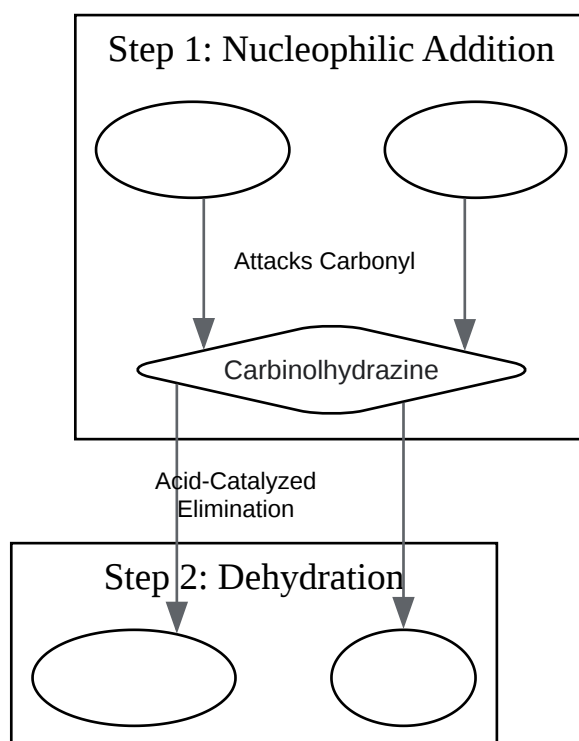 Step 1: Nucleophilic Addition
Attacks Carbonyl
Carbinolhydrazine
Acid-Catalyzed
Elimination
Step 2: Dehydration